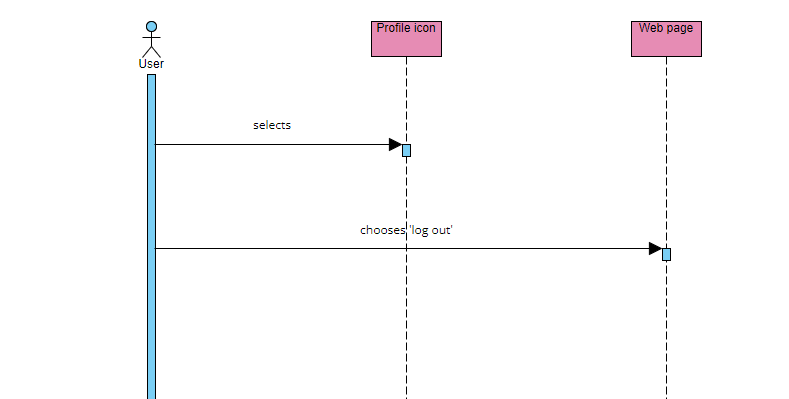 Profile icon
Web page
User
selects
chooses 'log out'